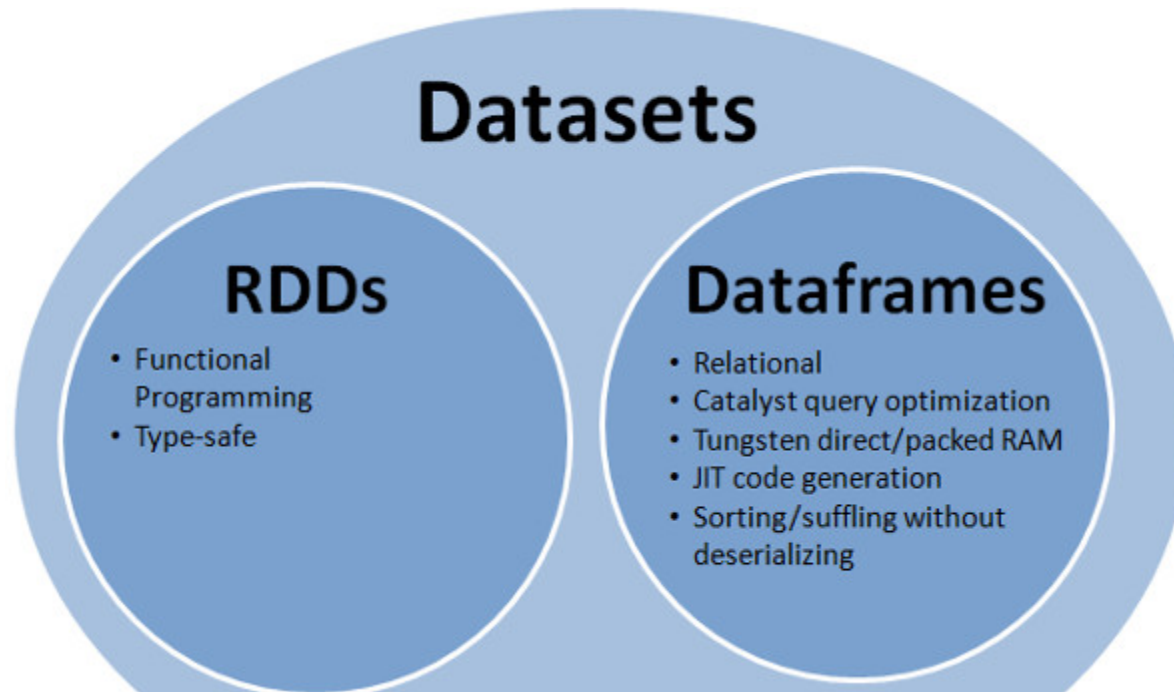 Datasets
RDDs
• Functional
Programming
• Type-safe
Dataframes
• Relational
• Catalyst query optimization
• Tungsten direct/packed RAM
• JIT code generation
• Sorting/suffling without
deserializing